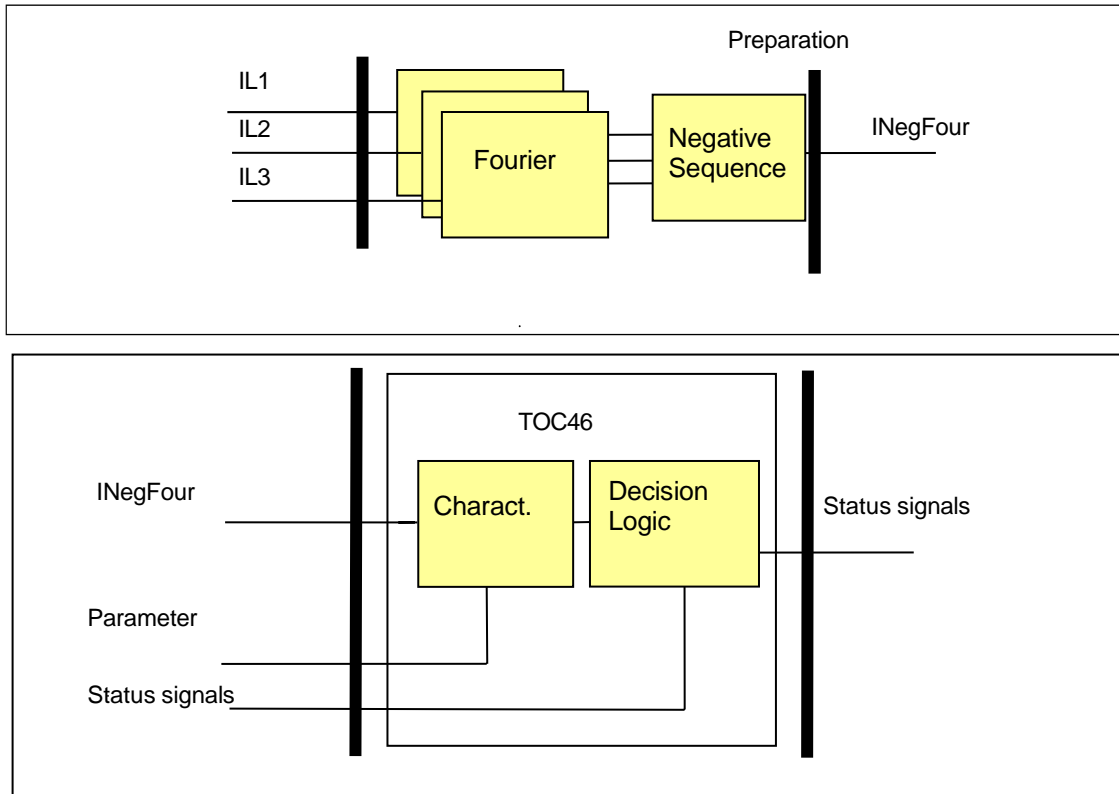 Preparation
IL1
IL2
IL3
Fourier
Negative
Sequence
INegFour
TOC46
INegFour
Charact.
Decision
Logic
Status signals
Parameter
Status signals